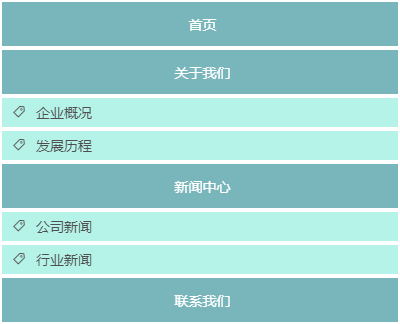 首页
关于我们
企业概况
发展历程
新闻中心
公司新闻
行业新闻
联系我们